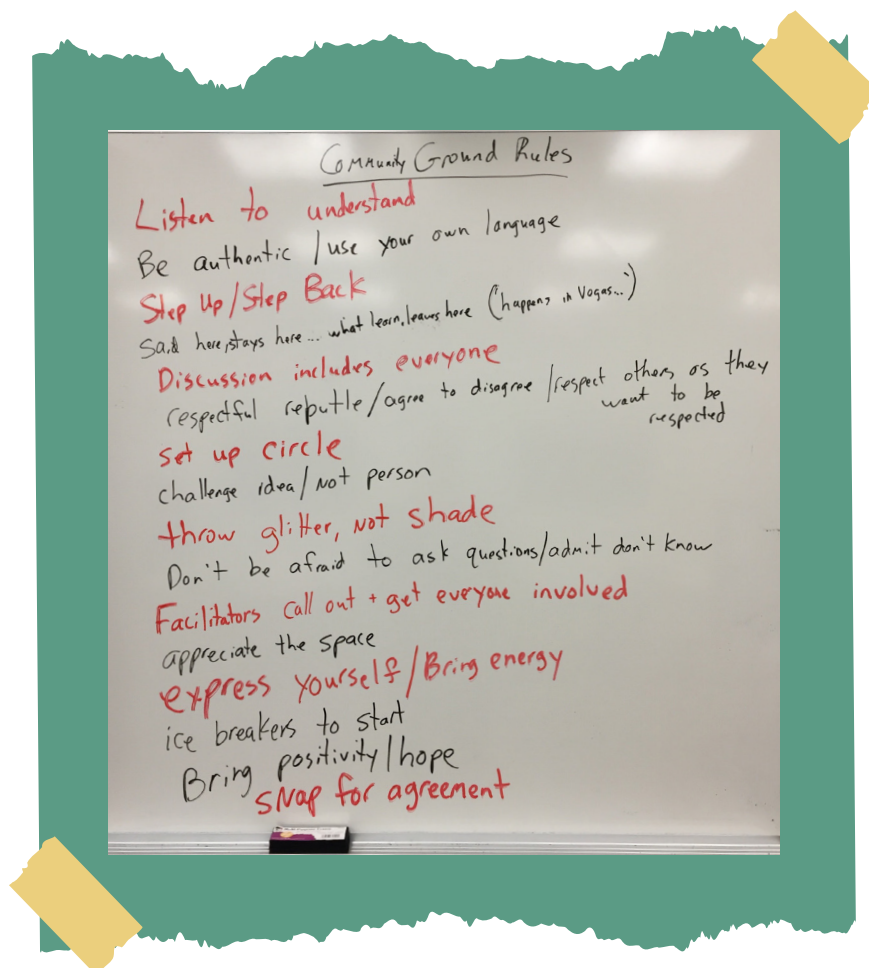 Community Ground Rules
Listen to understand
Be authentic / use your own language
Step Up / Step Back
Said here, stays here... what learn, leaves here ("happens in Vegas...")
Discussion includes everyone
respectful reputtle / agree to disagree / respect others as they
want to be
respected
set up circle
challenge idea / not person
throw glitter, not shade
Don't be afraid to ask questions/admit don't know
Facilitators call out + get everyone involved
appreciate the space
express yourself / Bring energy
ice breakers to start
Bring positivity / hope
snap for agreement